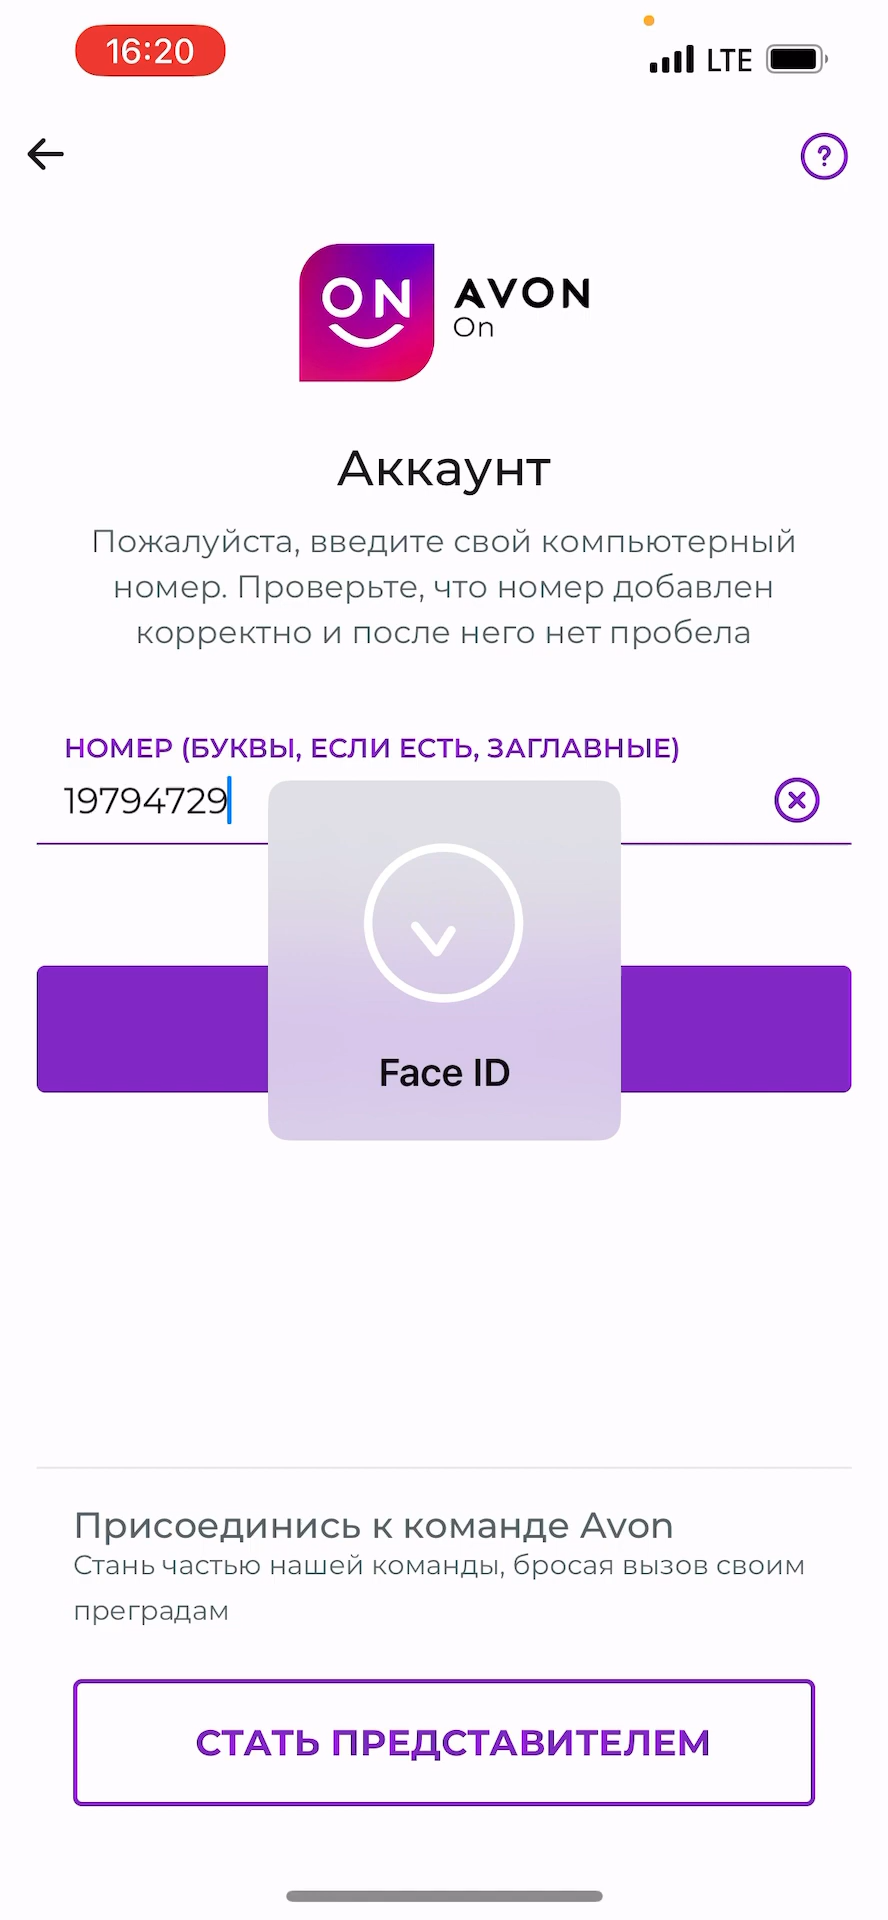 16:20
LTE
?
ON AVON
On
Аккаунт
Пожалуйста, введите свой компьютерный
номер. Проверьте, что номер добавлен
корректно и после него нет пробела
НОМЕР (БУКВЫ, ЕСЛИ ЕСТЬ, ЗАГЛАВНЫЕ)
19794729
Face ID
Присоединись к команде Avon
Стань частью нашей команды, бросая вызов своим
преградам
СТАТЬ ПРЕДСТАВИТЕЛЕМ